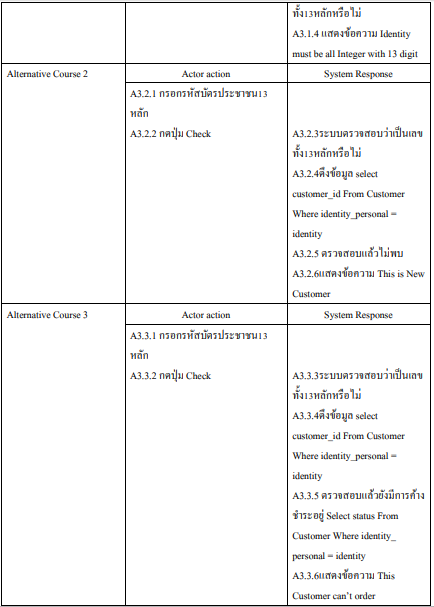 ทั้ง13หลักหรือไม่
A3.1.4 แสดงข้อความ Identity
must be all Integer with 13 digit
Alternative Course 2
Actor action
System Response
A3.2.1 กรอกรหัสบัตรประชาชน13
หลัก
A3.2.2 กดปุ่ม Check
A3.2.3ระบบตรวจสอบว่าเป็นเลข
ทั้ง13หลักหรือไม่
A3.2.4ดึงข้อมูล select
customer_id From Customer
Where identity_personal =
identity
A3.2.5 ตรวจสอบแล้วไม่พบ
A3.2.6แสดงข้อความ This is New
Customer
Alternative Course 3
Actor action
System Response
A3.3.1 กรอกรหัสบัตรประชาชน13
หลัก
A3.3.2 กดปุ่ม Check
A3.3.3ระบบตรวจสอบว่าเป็นเลข
ทั้ง13หลักหรือไม่
A3.3.4ดึงข้อมูล select
customer_id From Customer
Where identity_personal =
identity
A3.3.5 ตรวจสอบแล้วยังมีการค้าง
ชำระอยู่ Select status From
Customer Where identity_
personal = identity
A3.3.6แสดงข้อความ This
Customer can't order